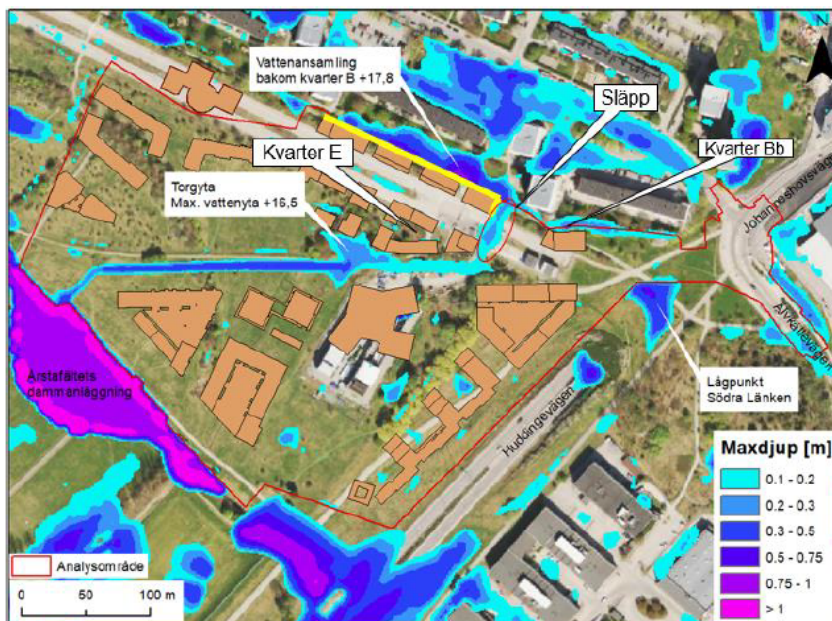 N
Vattenansamling
bakom kvarter B +17,8
Släpp
Kvarter E
Kvarter Bb
Torgyta
Max. vattenyta +16,5
Johanneshovsväge
Årstafältets
dammanläggning
Huddingevägen
Lågpunkt
Södra Länken
Maxdjup [m]
0.1 - 0.2
0.2 - 0.3
0.3 - 0.5
0.5 - 0.75
0.75 - 1
> 1
Analysområde
0 50 100 m